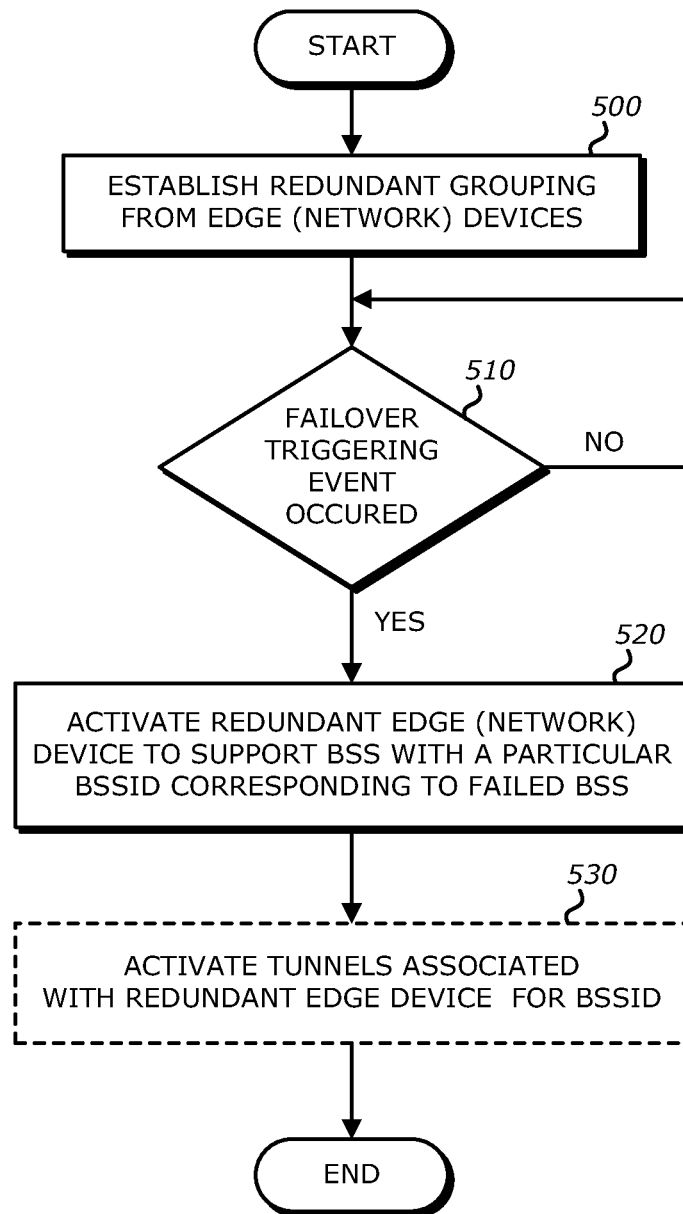 START
500
ESTABLISH REDUNDANT GROUPING
FROM EDGE (NETWORK) DEVICES
510
FAILOVER
TRIGGERING
EVENT
OCCURED
NO
YES
520
ACTIVATE REDUNDANT EDGE (NETWORK)
DEVICE TO SUPPORT BSS WITH A PARTICULAR
BSSID CORRESPONDING TO FAILED BSS
530
ACTIVATE TUNNELS ASSOCIATED
WITH REDUNDANT EDGE DEVICE FOR BSSID
END